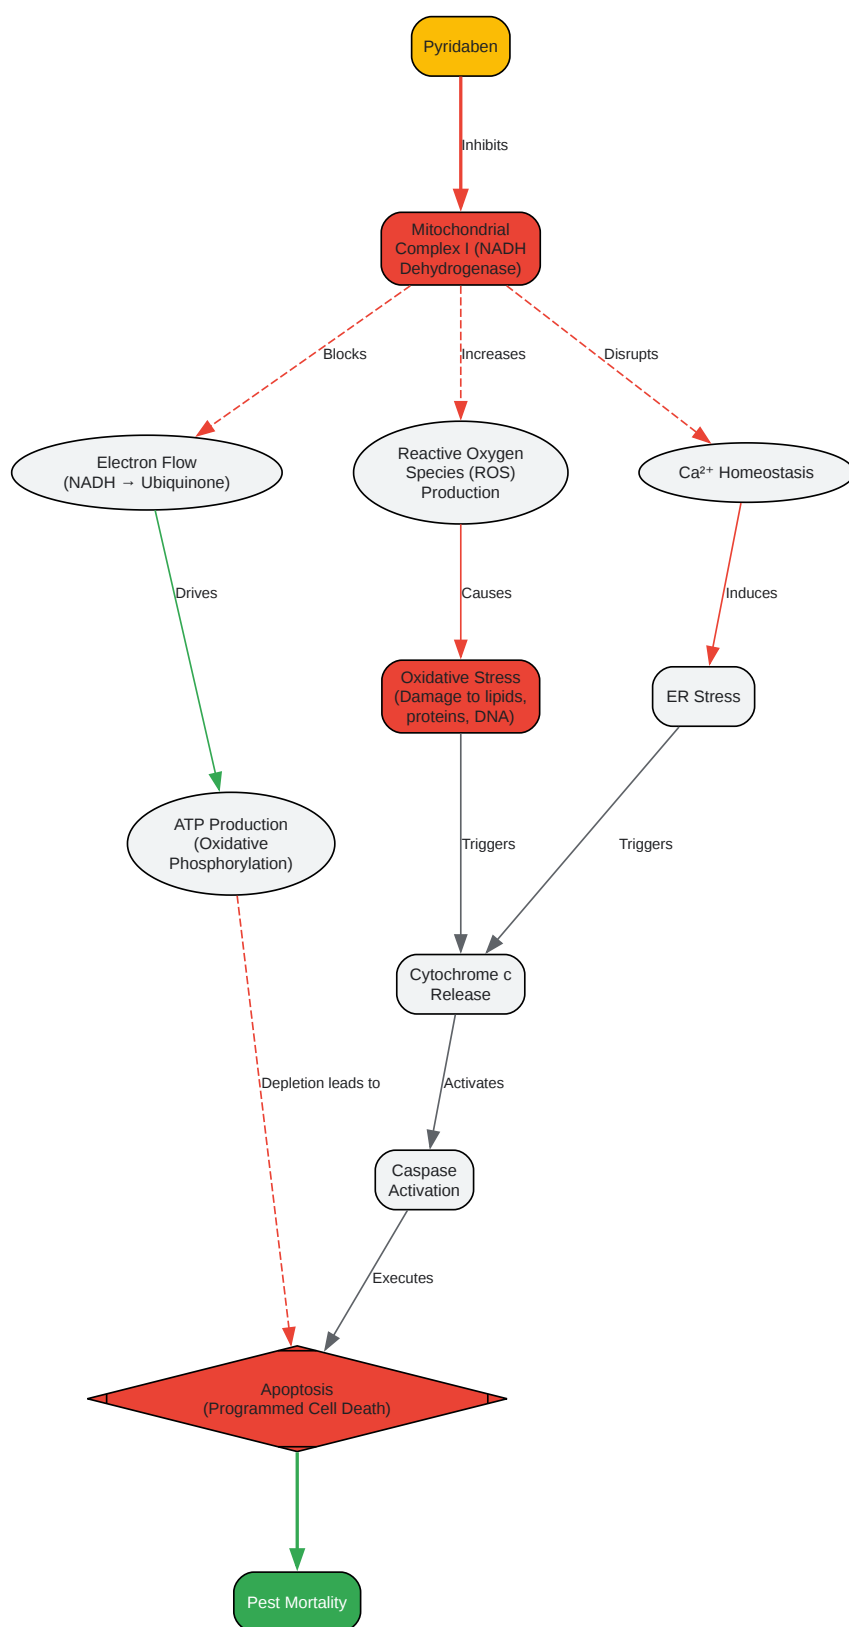 Pyridaben
Inhibits
Mitochondrial
Complex I (NADH
Dehydrogenase)
Blocks
Increases
Disrupts
Electron Flow
(NADH → Ubiquinone)
Reactive Oxygen
Species (ROS)
Production
Ca²⁺ Homeostasis
Drives
Causes
Induces
Oxidative Stress
(Damage to lipids,
proteins, DNA)
ER Stress
ATP Production
(Oxidative
Phosphorylation)
Triggers
Triggers
Cytochrome c
Release
Depletion leads to
Activates
Caspase
Activation
Executes
Apoptosis
(Programmed Cell Death)
Pest Mortality